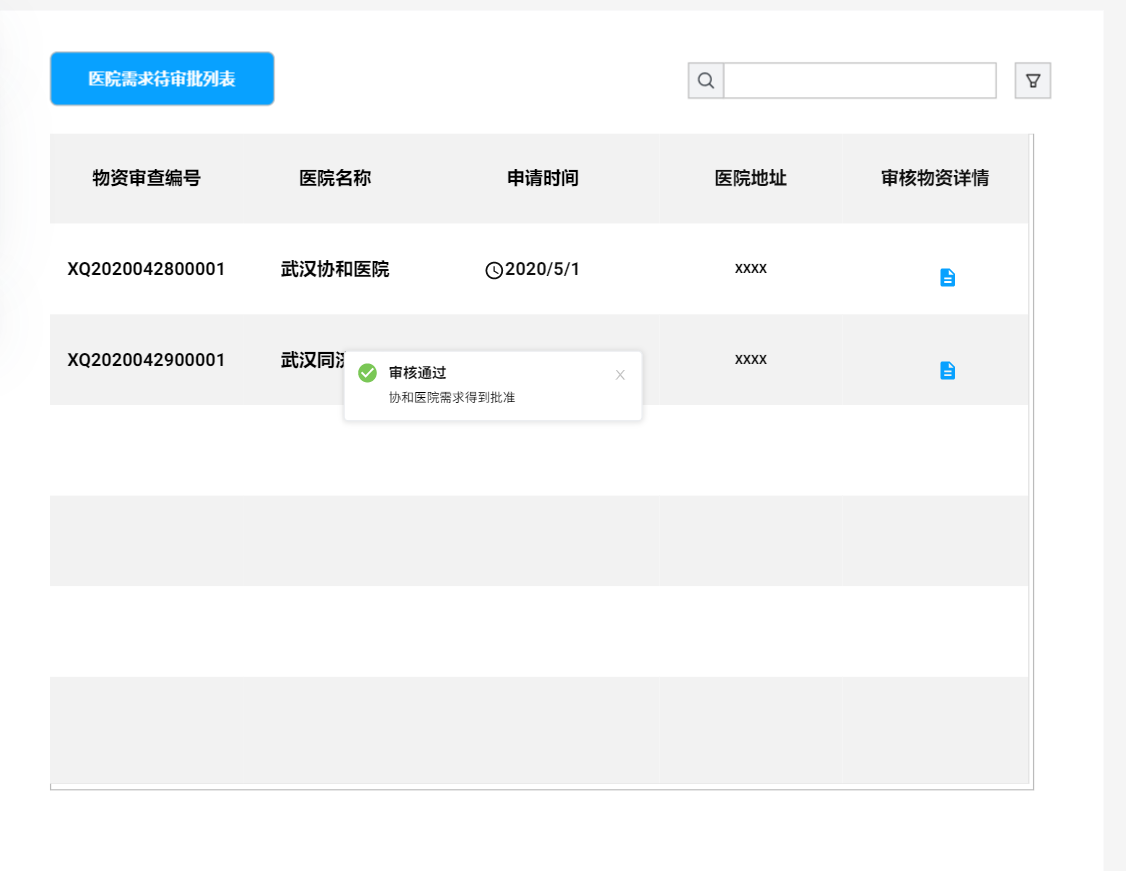 医院需求待审批列表
物资审查编号 医院名称 申请时间 医院地址 审核物资详情
XQ2020042800001 武汉协和医院 2020/5/1 xxxx
XQ2020042900001 武汉同 xxxx
审核通过
协和医院需求得到批准